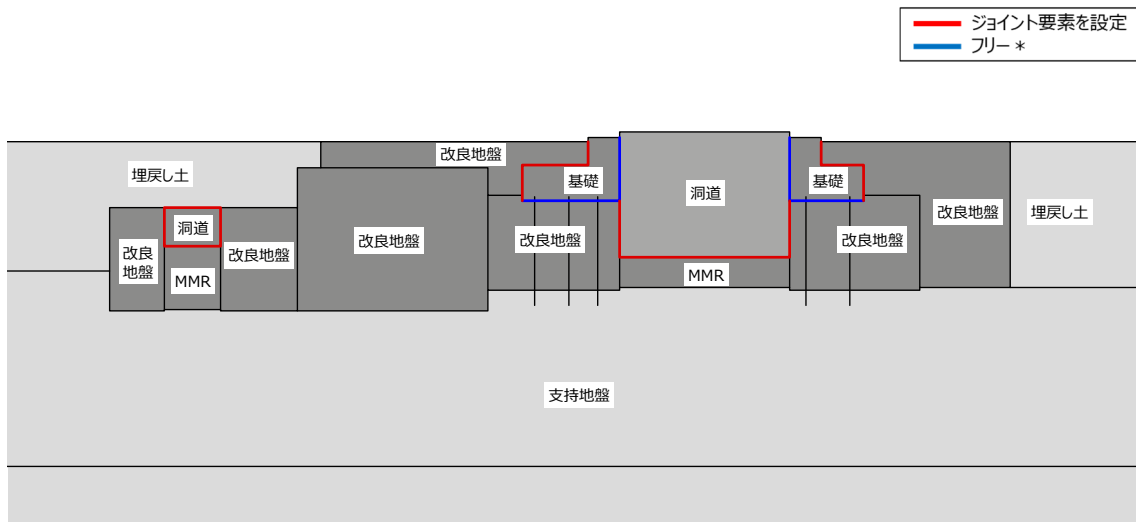 ジョイント要素を設定
フリー＊
改良地盤
埋戻し土
基礎
洞道
基礎
洞道
改良
地盤
改良地盤
改良地盤
改良地盤
改良地盤
改良地盤
埋戻し土
MMR
MMR
支持地盤